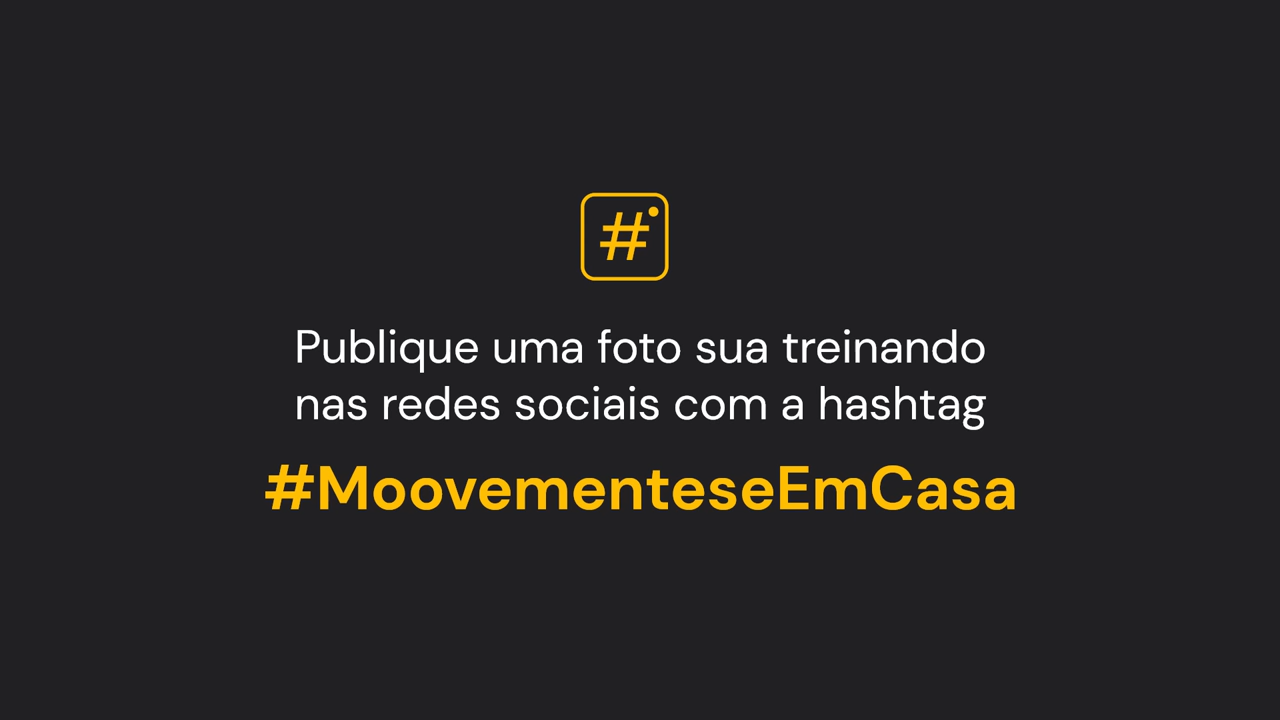 #
Publique uma foto sua treinando
nas redes sociais com a hashtag
#MoovementeseEmCasa